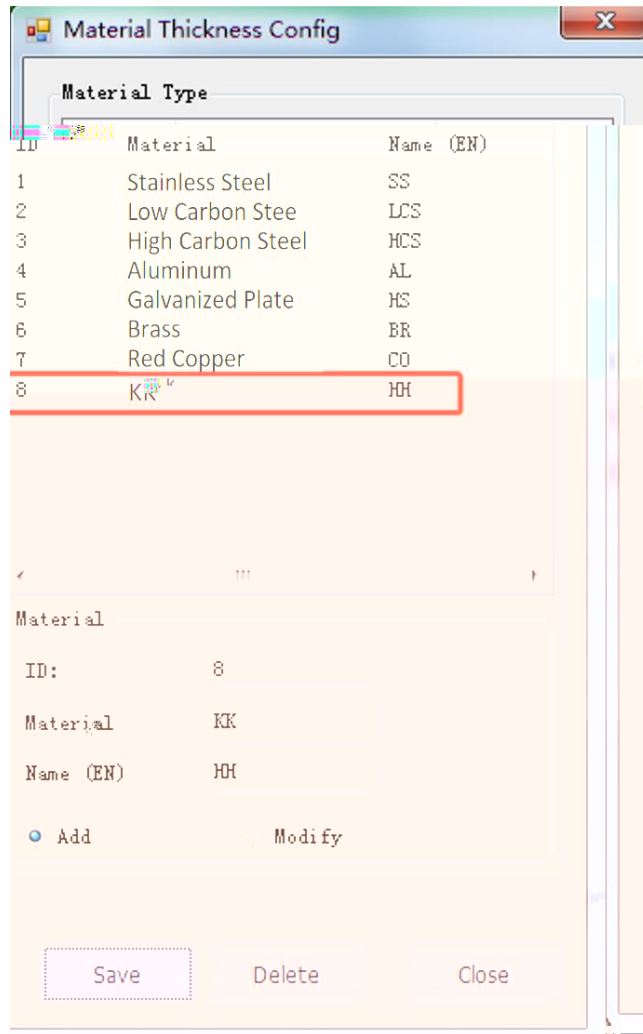 Material Thickness Config
Material Type
ID Material Name (EN)
1 Stainless Steel SS
2 Low Carbon Stee LCS
3 High Carbon Steel HCS
4 Aluminum AL
5 Galvanized Plate HS
6 Brass BR
7 Red Copper CO
8 HH
Material
ID: 8
Material KK
Name (EN) HH
Add Modify
Save Delete Close